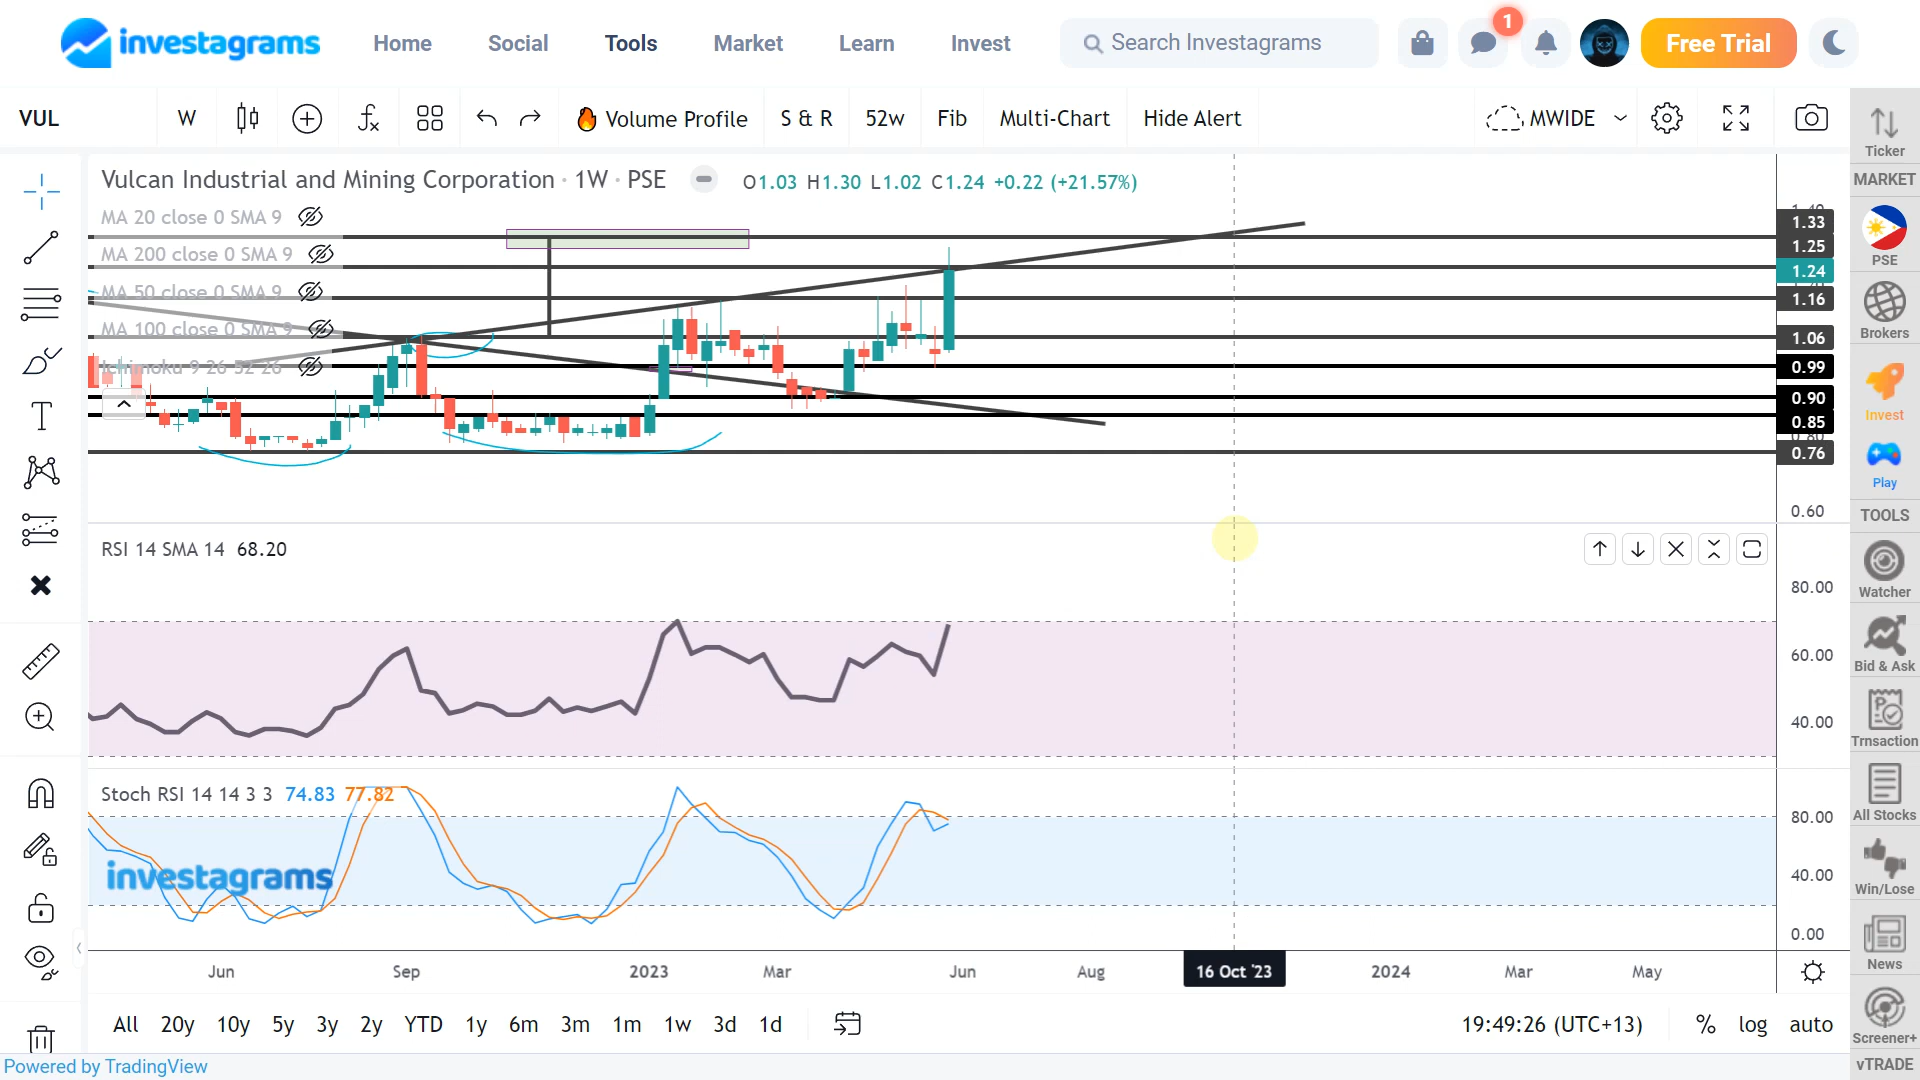 investagrams Home Social Tools Market Learn Invest Search Investagrams 1 Free Trial
VUL W Volume Profile S & R 52w Fib Multi-Chart Hide Alert MWIDE
Ticker
MARKET
PSE
Brokers
Invest
Play
TOOLS
Watcher
Bid & Ask
Trnsaction
All Stocks
Win/Lose
News
Screener+
vTRADE
Vulcan Industrial and Mining Corporation · 1W · PSE O1.03 H1.30 L1.02 C1.24 +0.22 (+21.57%)
MA 20 close 0 SMA 9
MA 200 close 0 SMA 9
MA 50 close 0 SMA 9
MA 100 close 0 SMA 9
Ichimoku 9 26 52 26
1.33
1.25
1.24
1.16
1.06
0.99
0.90
0.85
0.76
0.60
RSI 14 SMA 14 68.20
80.00
60.00
40.00
Stoch RSI 14 14 3 3 74.83 77.82
80.00
40.00
0.00
investagrams
Jun Sep 2023 Mar Jun Aug 16 Oct '23 2024 Mar May
All 20y 10y 5y 3y 2y YTD 1y 6m 3m 1m 1w 3d 1d 19:49:26 (UTC+13) % log auto
Powered by TradingView